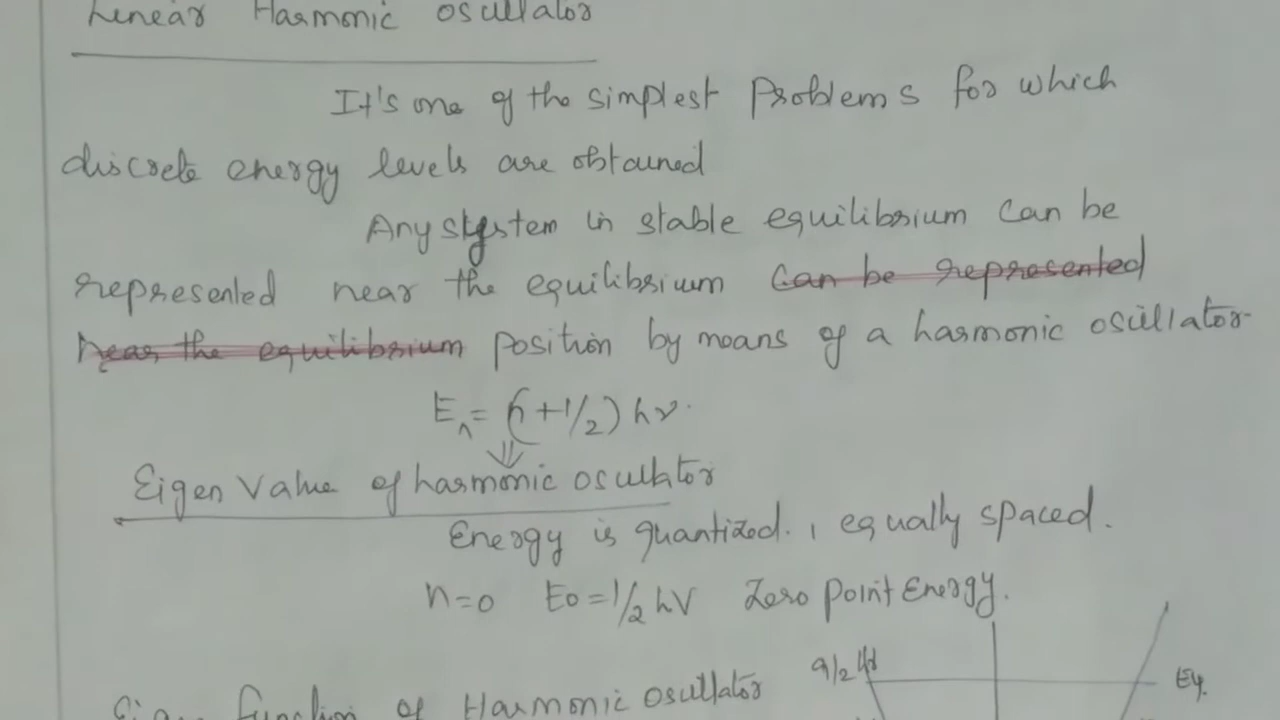 Linear Harmonic oscillator
It's one of the simplest Problems for which
discrete energy levels are obtained
Any system in stable equilibrium can be
represented near the equilibrium can be represented
near the equilibrium position by means of a harmonic oscillator
Eₙ = (n+1/2) hν.
⇓
Eigen Value of harmonic oscillator
Energy is quantized. , equally spaced.
n=0 E0=1/2 hV Zero Point Energy.
9/2 E4.
Eigen function of Harmonic oscillator